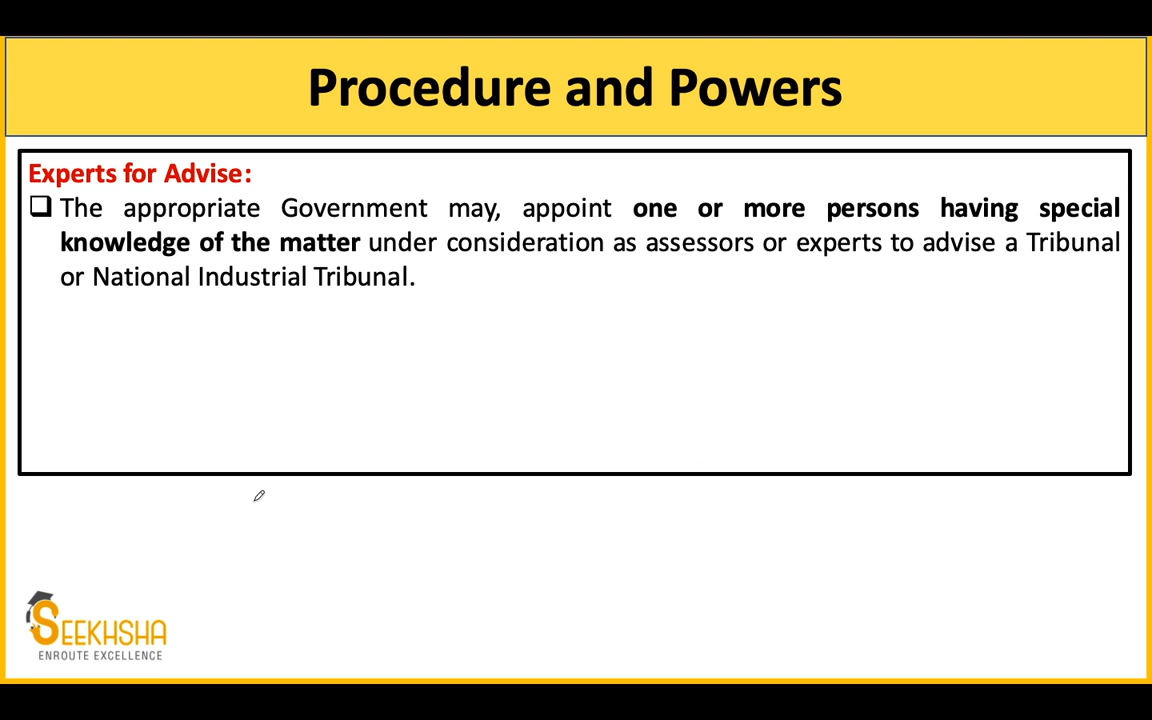 Procedure and Powers
Experts for Advise:
❑ The appropriate Government may, appoint one or more persons having special
knowledge of the matter under consideration as assessors or experts to advise a Tribunal
or National Industrial Tribunal.
SEEKHSHA
ENROUTE EXCELLENCE